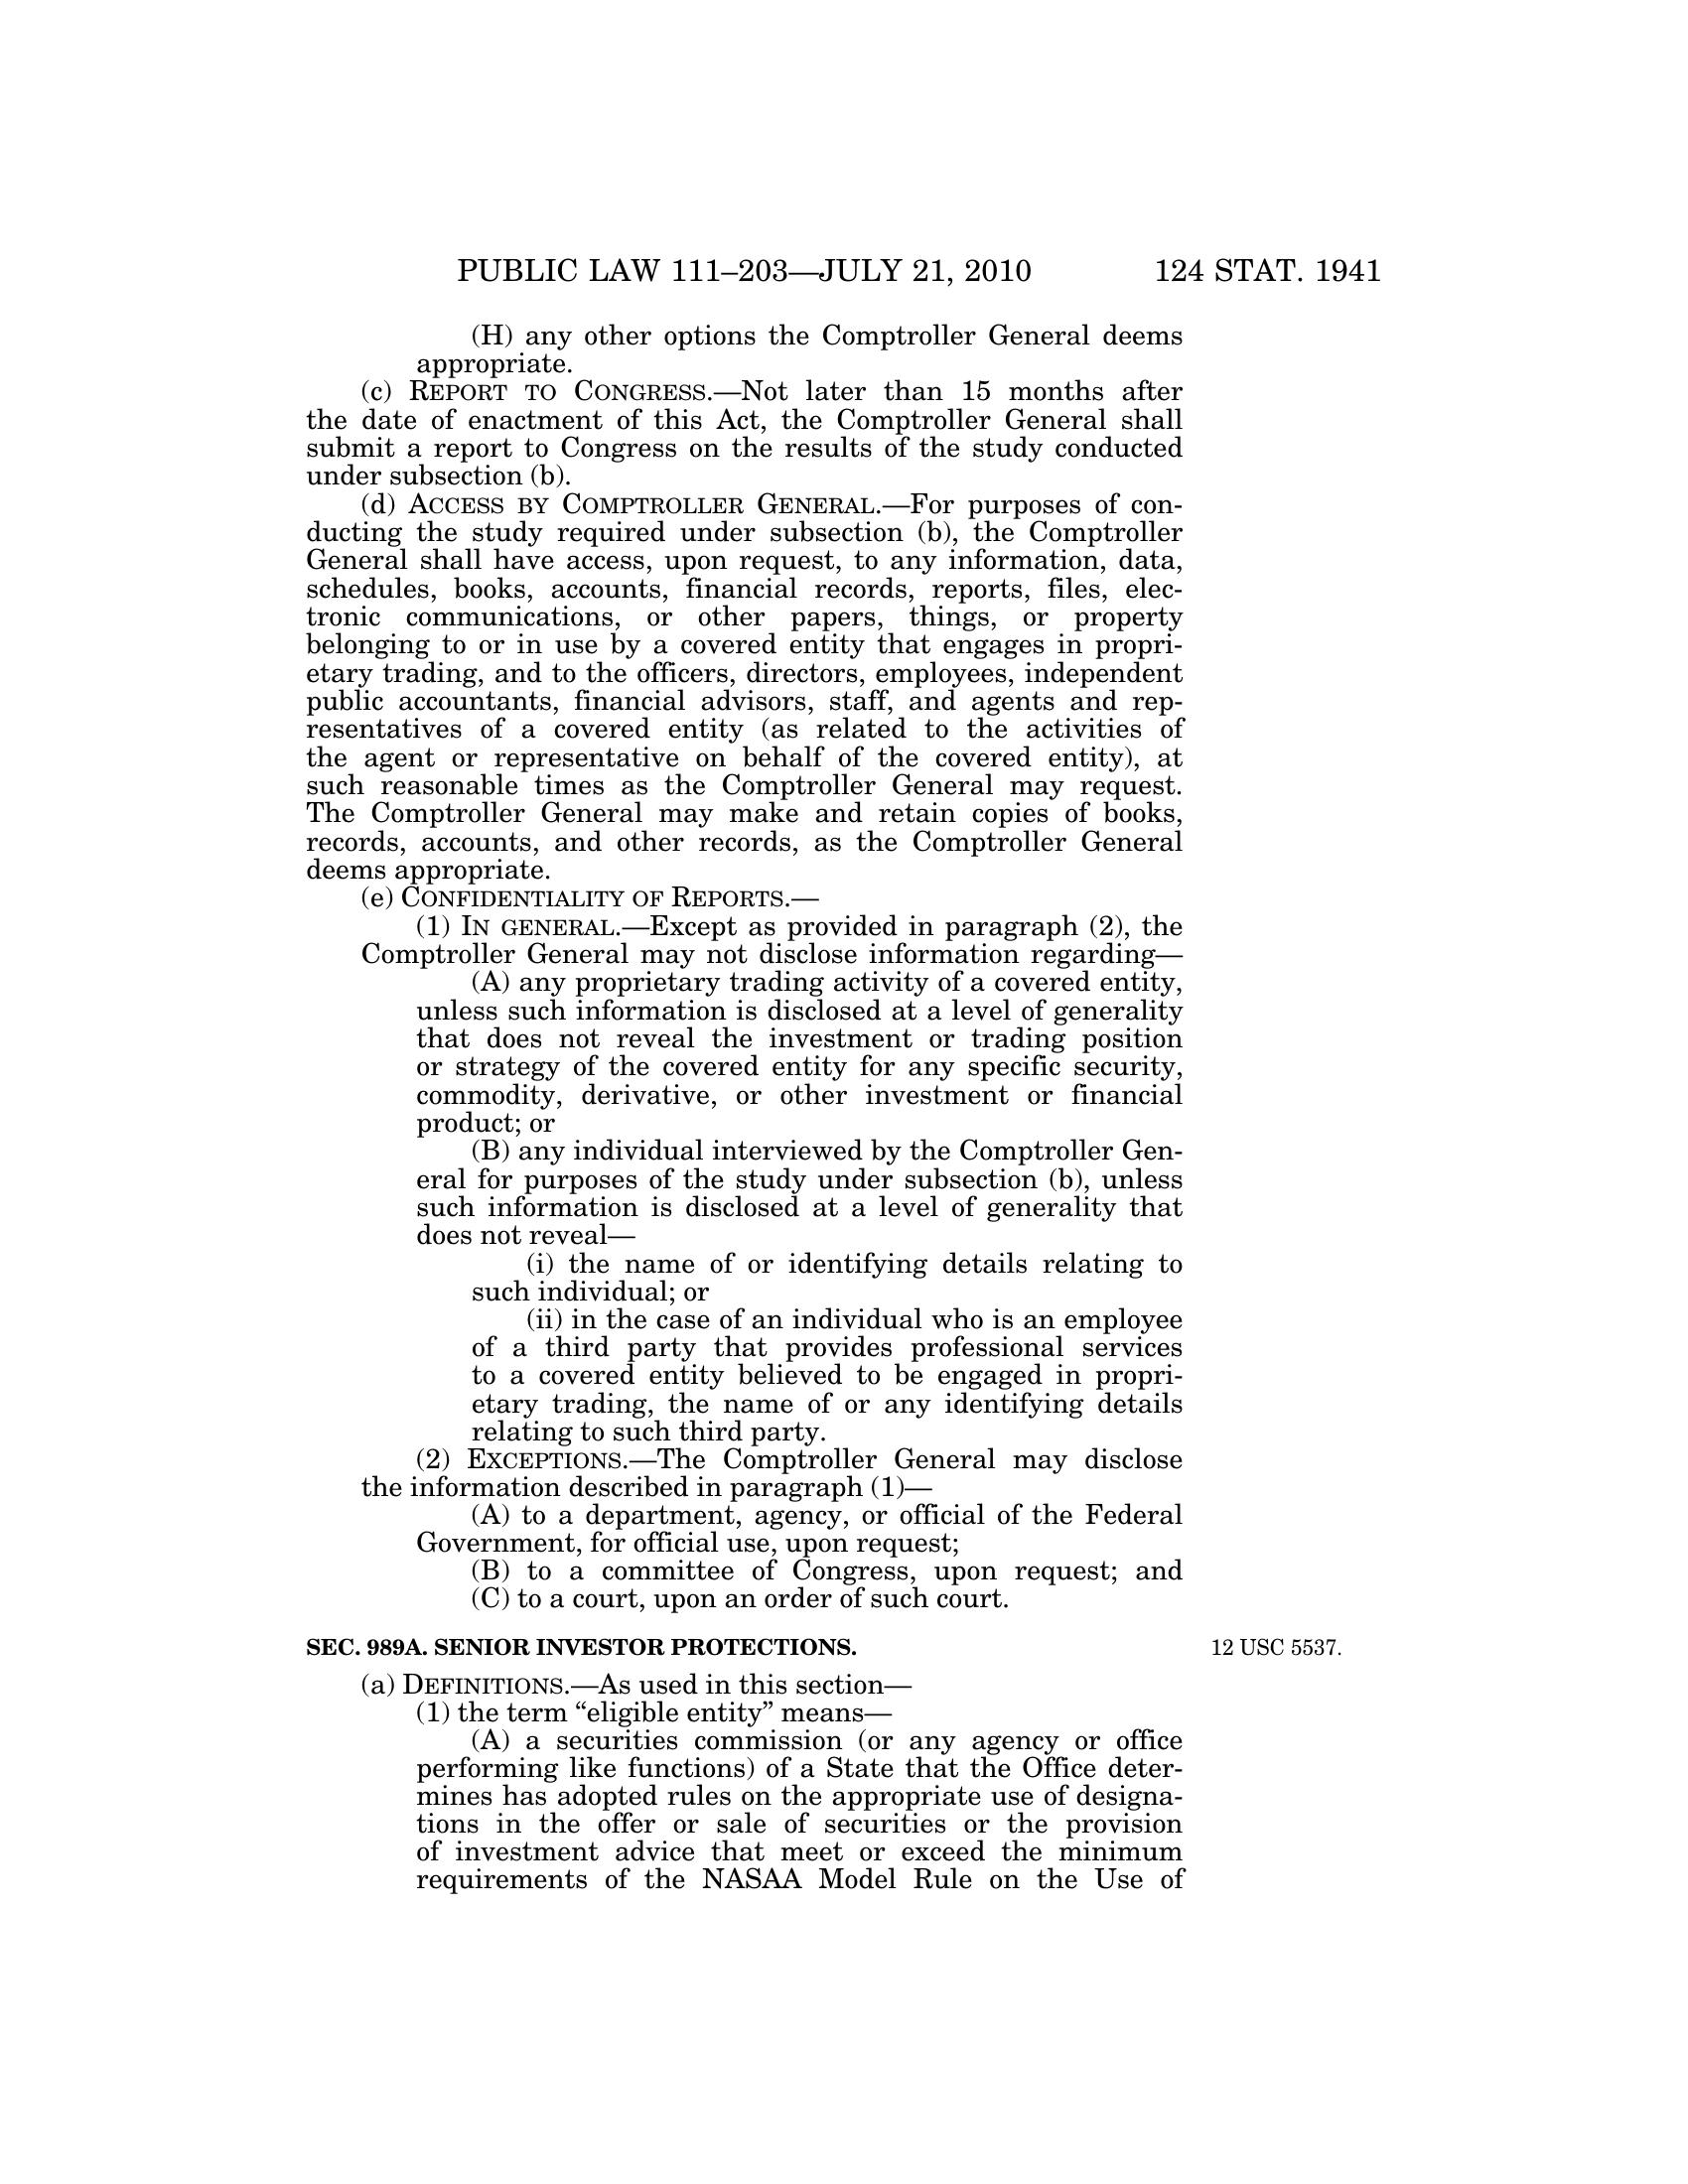 PUBLIC LAW 111–203—JULY 21, 2010 124 STAT. 1941
(H) any other options the Comptroller General deems
appropriate.
(c) REPORT TO CONGRESS.—Not later than 15 months after
the date of enactment of this Act, the Comptroller General shall
submit a report to Congress on the results of the study conducted
under subsection (b).
(d) ACCESS BY COMPTROLLER GENERAL.—For purposes of con-
ducting the study required under subsection (b), the Comptroller
General shall have access, upon request, to any information, data,
schedules, books, accounts, financial records, reports, files, elec-
tronic communications, or other papers, things, or property
belonging to or in use by a covered entity that engages in propri-
etary trading, and to the officers, directors, employees, independent
public accountants, financial advisors, staff, and agents and rep-
resentatives of a covered entity (as related to the activities of
the agent or representative on behalf of the covered entity), at
such reasonable times as the Comptroller General may request.
The Comptroller General may make and retain copies of books,
records, accounts, and other records, as the Comptroller General
deems appropriate.
(e) CONFIDENTIALITY OF REPORTS.—
(1) IN GENERAL.—Except as provided in paragraph (2), the
Comptroller General may not disclose information regarding—
(A) any proprietary trading activity of a covered entity,
unless such information is disclosed at a level of generality
that does not reveal the investment or trading position
or strategy of the covered entity for any specific security,
commodity, derivative, or other investment or financial
product; or
(B) any individual interviewed by the Comptroller Gen-
eral for purposes of the study under subsection (b), unless
such information is disclosed at a level of generality that
does not reveal—
(i) the name of or identifying details relating to
such individual; or
(ii) in the case of an individual who is an employee
of a third party that provides professional services
to a covered entity believed to be engaged in propri-
etary trading, the name of or any identifying details
relating to such third party.
(2) EXCEPTIONS.—The Comptroller General may disclose
the information described in paragraph (1)—
(A) to a department, agency, or official of the Federal
Government, for official use, upon request;
(B) to a committee of Congress, upon request; and
(C) to a court, upon an order of such court.
SEC. 989A. SENIOR INVESTOR PROTECTIONS. 12 USC 5537.
(a) DEFINITIONS.—As used in this section—
(1) the term “eligible entity” means—
(A) a securities commission (or any agency or office
performing like functions) of a State that the Office deter-
mines has adopted rules on the appropriate use of designa-
tions in the offer or sale of securities or the provision
of investment advice that meet or exceed the minimum
requirements of the NASAA Model Rule on the Use of